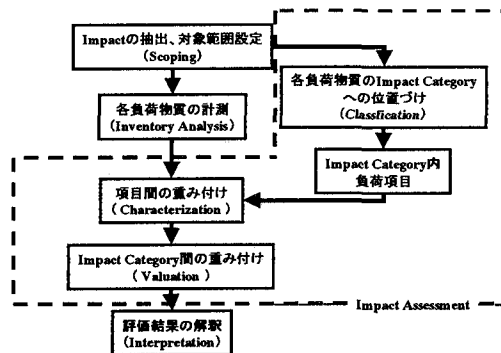 Impactの抽出、対象範囲設定
（Scoping）
各負荷物質のImpact Category
への位置づけ
(Classfication)
各負荷物質の計測
（Inventory Analysis）
Impact Category内
負荷項目
項目間の重み付け
（ Characterization ）
Impact Category間の重み付け
（ Valuation ）
Impact Assessment
評価結果の解釈
（Interpretation）